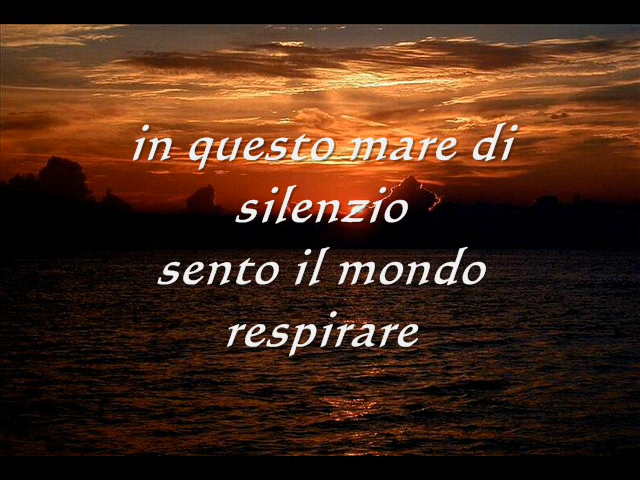 in questo mare di
silenzio
sento il mondo
respirare